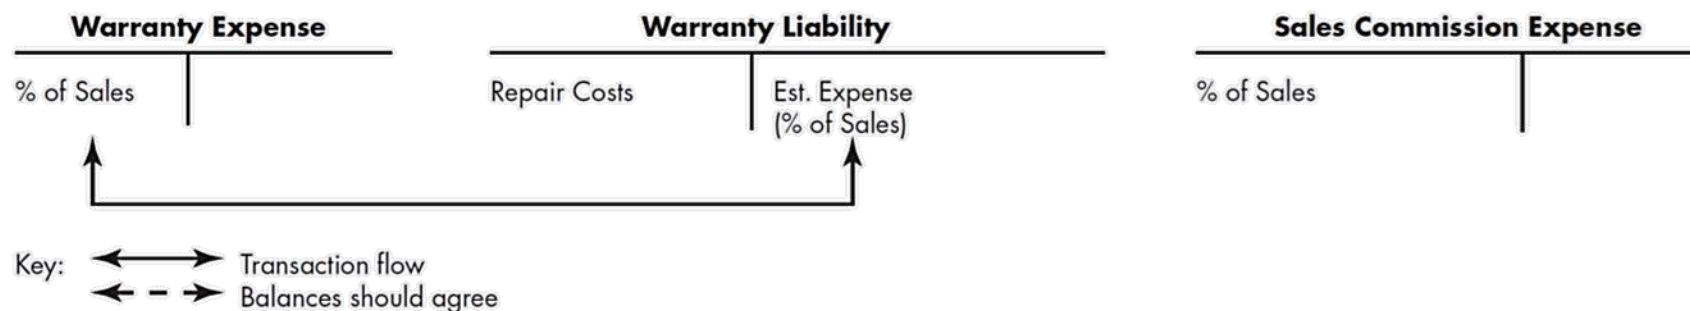 Warranty Expense
Warranty Liability
Sales Commission Expense
% of Sales
Repair Costs
Est. Expense
(% of Sales)
% of Sales
Key:
Transaction flow
Balances should agree